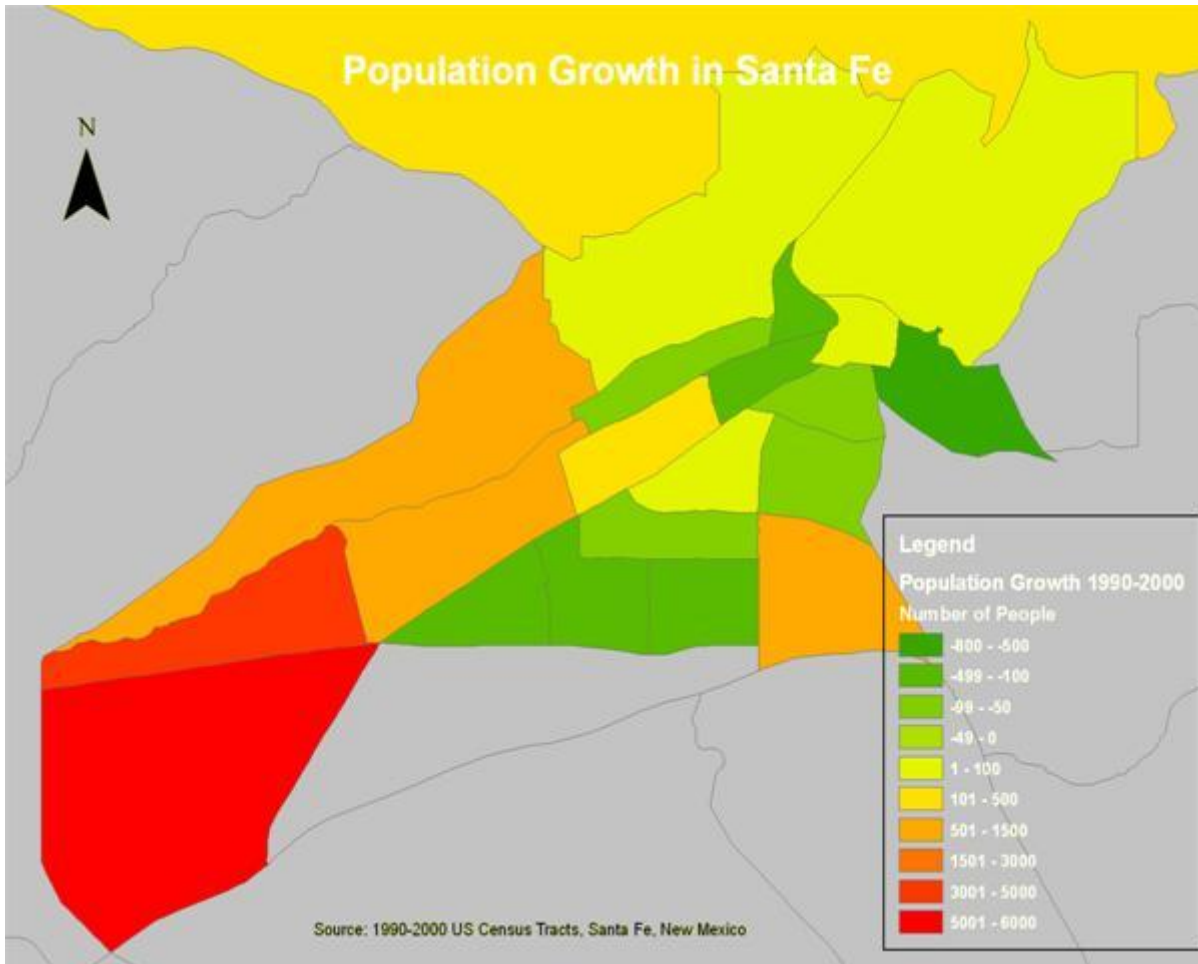 Population Growth in Santa Fe
N
Legend
Population Growth 1990-2000
Number of People
-800 - -500
-499 - -100
-99 - -50
-49 - 0
1 - 100
101 - 500
501 - 1500
1501 - 3000
3001 - 5000
5001 - 6000
Source: 1990-2000 US Census Tracts, Santa Fe, New Mexico